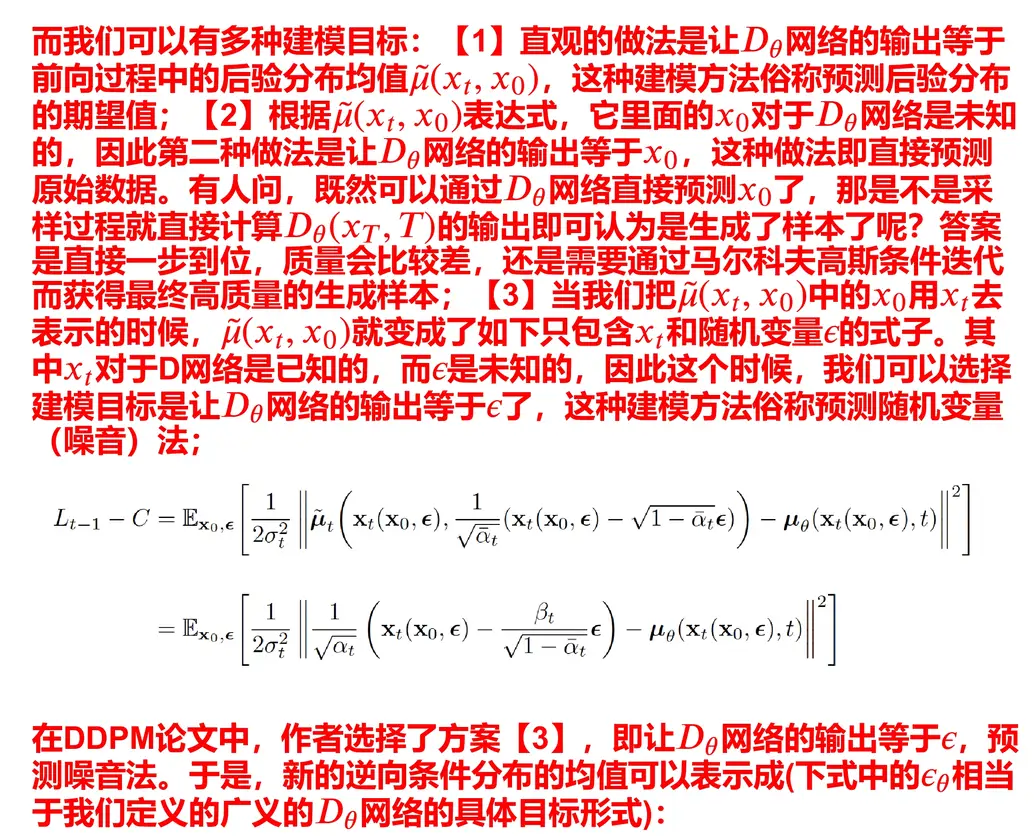 而我们可以有多种建模目标：【1】直观的做法是让$D_\theta$网络的输出等于
前向过程中的后验分布均值$\tilde{\mu}(x_t, x_0)$，这种建模方法俗称预测后验分布
的期望值；【2】根据$\tilde{\mu}(x_t, x_0)$表达式，它里面的$x_0$对于$D_\theta$网络是未知
的，因此第二种做法是让$D_\theta$网络的输出等于$x_0$，这种做法即直接预测
原始数据。有人问，既然可以通过$D_\theta$网络直接预测$x_0$了，那是不是采
样过程就直接计算$D_\theta(x_T, T)$的输出即可认为是生成了样本了呢？答案
是直接一步到位，质量会比较差，还是需要通过马尔科夫高斯条件迭代
而获得最终高质量的生成样本；【3】当我们把$\tilde{\mu}(x_t, x_0)$中的$x_0$用$x_t$去
表示的时候，$\tilde{\mu}(x_t, x_0)$就变成了如下只包含$x_t$和随机变量$\epsilon$的式子。其
中$x_t$对于D网络是已知的，而$\epsilon$是未知的，因此这个时候，我们可以选择
建模目标是让$D_\theta$网络的输出等于$\epsilon$了，这种建模方法俗称预测随机变量
（噪音）法；
$L_{t-1} - C = \mathbb{E}_{\mathbf{x}_0, \boldsymbol{\epsilon}}\left[\frac{1}{2\sigma_t^2}\left\|\tilde{\boldsymbol{\mu}}_t\left(\mathbf{x}_t(\mathbf{x}_0, \boldsymbol{\epsilon}), \frac{1}{\sqrt{\bar{\alpha}_t}}(\mathbf{x}_t(\mathbf{x}_0, \boldsymbol{\epsilon}) - \sqrt{1-\bar{\alpha}_t}\boldsymbol{\epsilon})\right) - \boldsymbol{\mu}_\theta(\mathbf{x}_t(\mathbf{x}_0, \boldsymbol{\epsilon}), t)\right\|^2\right]$
$= \mathbb{E}_{\mathbf{x}_0, \boldsymbol{\epsilon}}\left[\frac{1}{2\sigma_t^2}\left\|\frac{1}{\sqrt{\alpha_t}}\left(\mathbf{x}_t(\mathbf{x}_0, \boldsymbol{\epsilon}) - \frac{\beta_t}{\sqrt{1-\bar{\alpha}_t}}\boldsymbol{\epsilon}\right) - \boldsymbol{\mu}_\theta(\mathbf{x}_t(\mathbf{x}_0, \boldsymbol{\epsilon}), t)\right\|^2\right]$
在DDPM论文中，作者选择了方案【3】，即让$D_\theta$网络的输出等于$\epsilon$，预
测噪音法。于是，新的逆向条件分布的均值可以表示成(下式中的$\epsilon_\theta$相当
于我们定义的广义的$D_\theta$网络的具体目标形式)：